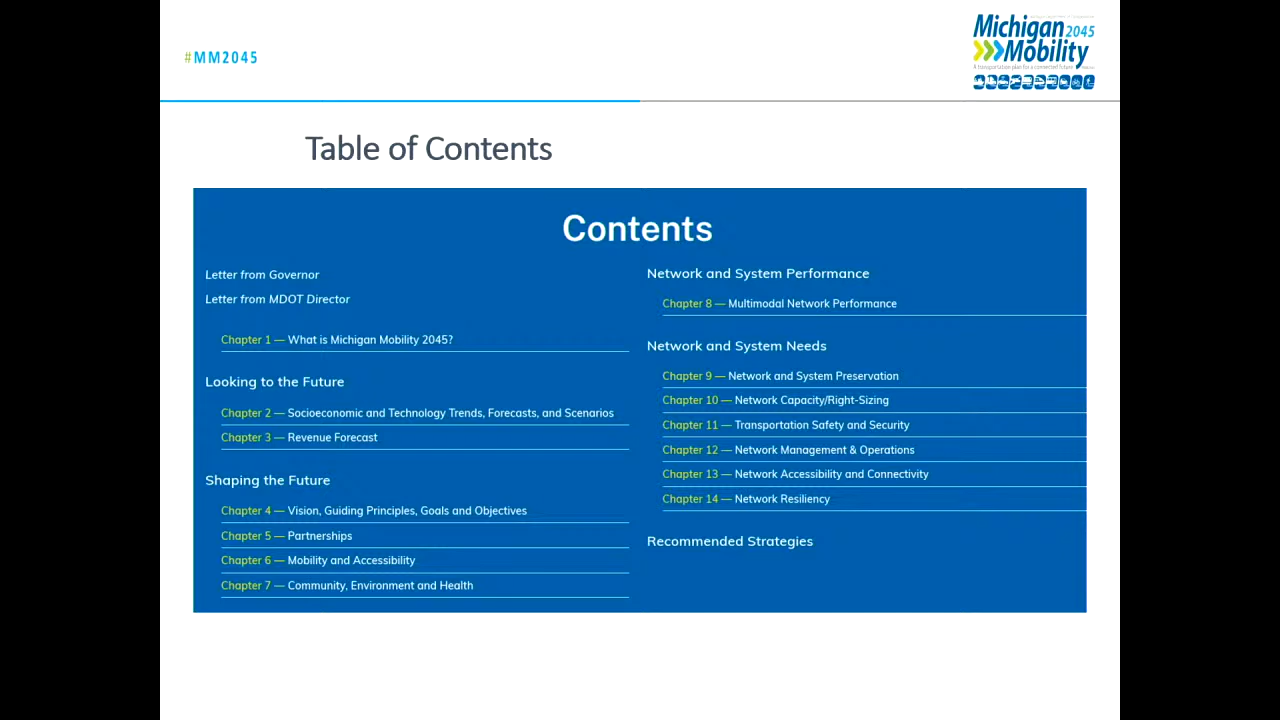 #MM2045
Michigan 2045
Mobility
A transportation plan for a connected future
Table of Contents
Contents
Letter from Governor
Letter from MDOT Director
Chapter 1 — What is Michigan Mobility 2045?
Looking to the Future
Chapter 2 — Socioeconomic and Technology Trends, Forecasts, and Scenarios
Chapter 3 — Revenue Forecast
Shaping the Future
Chapter 4 — Vision, Guiding Principles, Goals and Objectives
Chapter 5 — Partnerships
Chapter 6 — Mobility and Accessibility
Chapter 7 — Community, Environment and Health
Network and System Performance
Chapter 8 — Multimodal Network Performance
Network and System Needs
Chapter 9 — Network and System Preservation
Chapter 10 — Network Capacity/Right-Sizing
Chapter 11 — Transportation Safety and Security
Chapter 12 — Network Management & Operations
Chapter 13 — Network Accessibility and Connectivity
Chapter 14 — Network Resiliency
Recommended Strategies